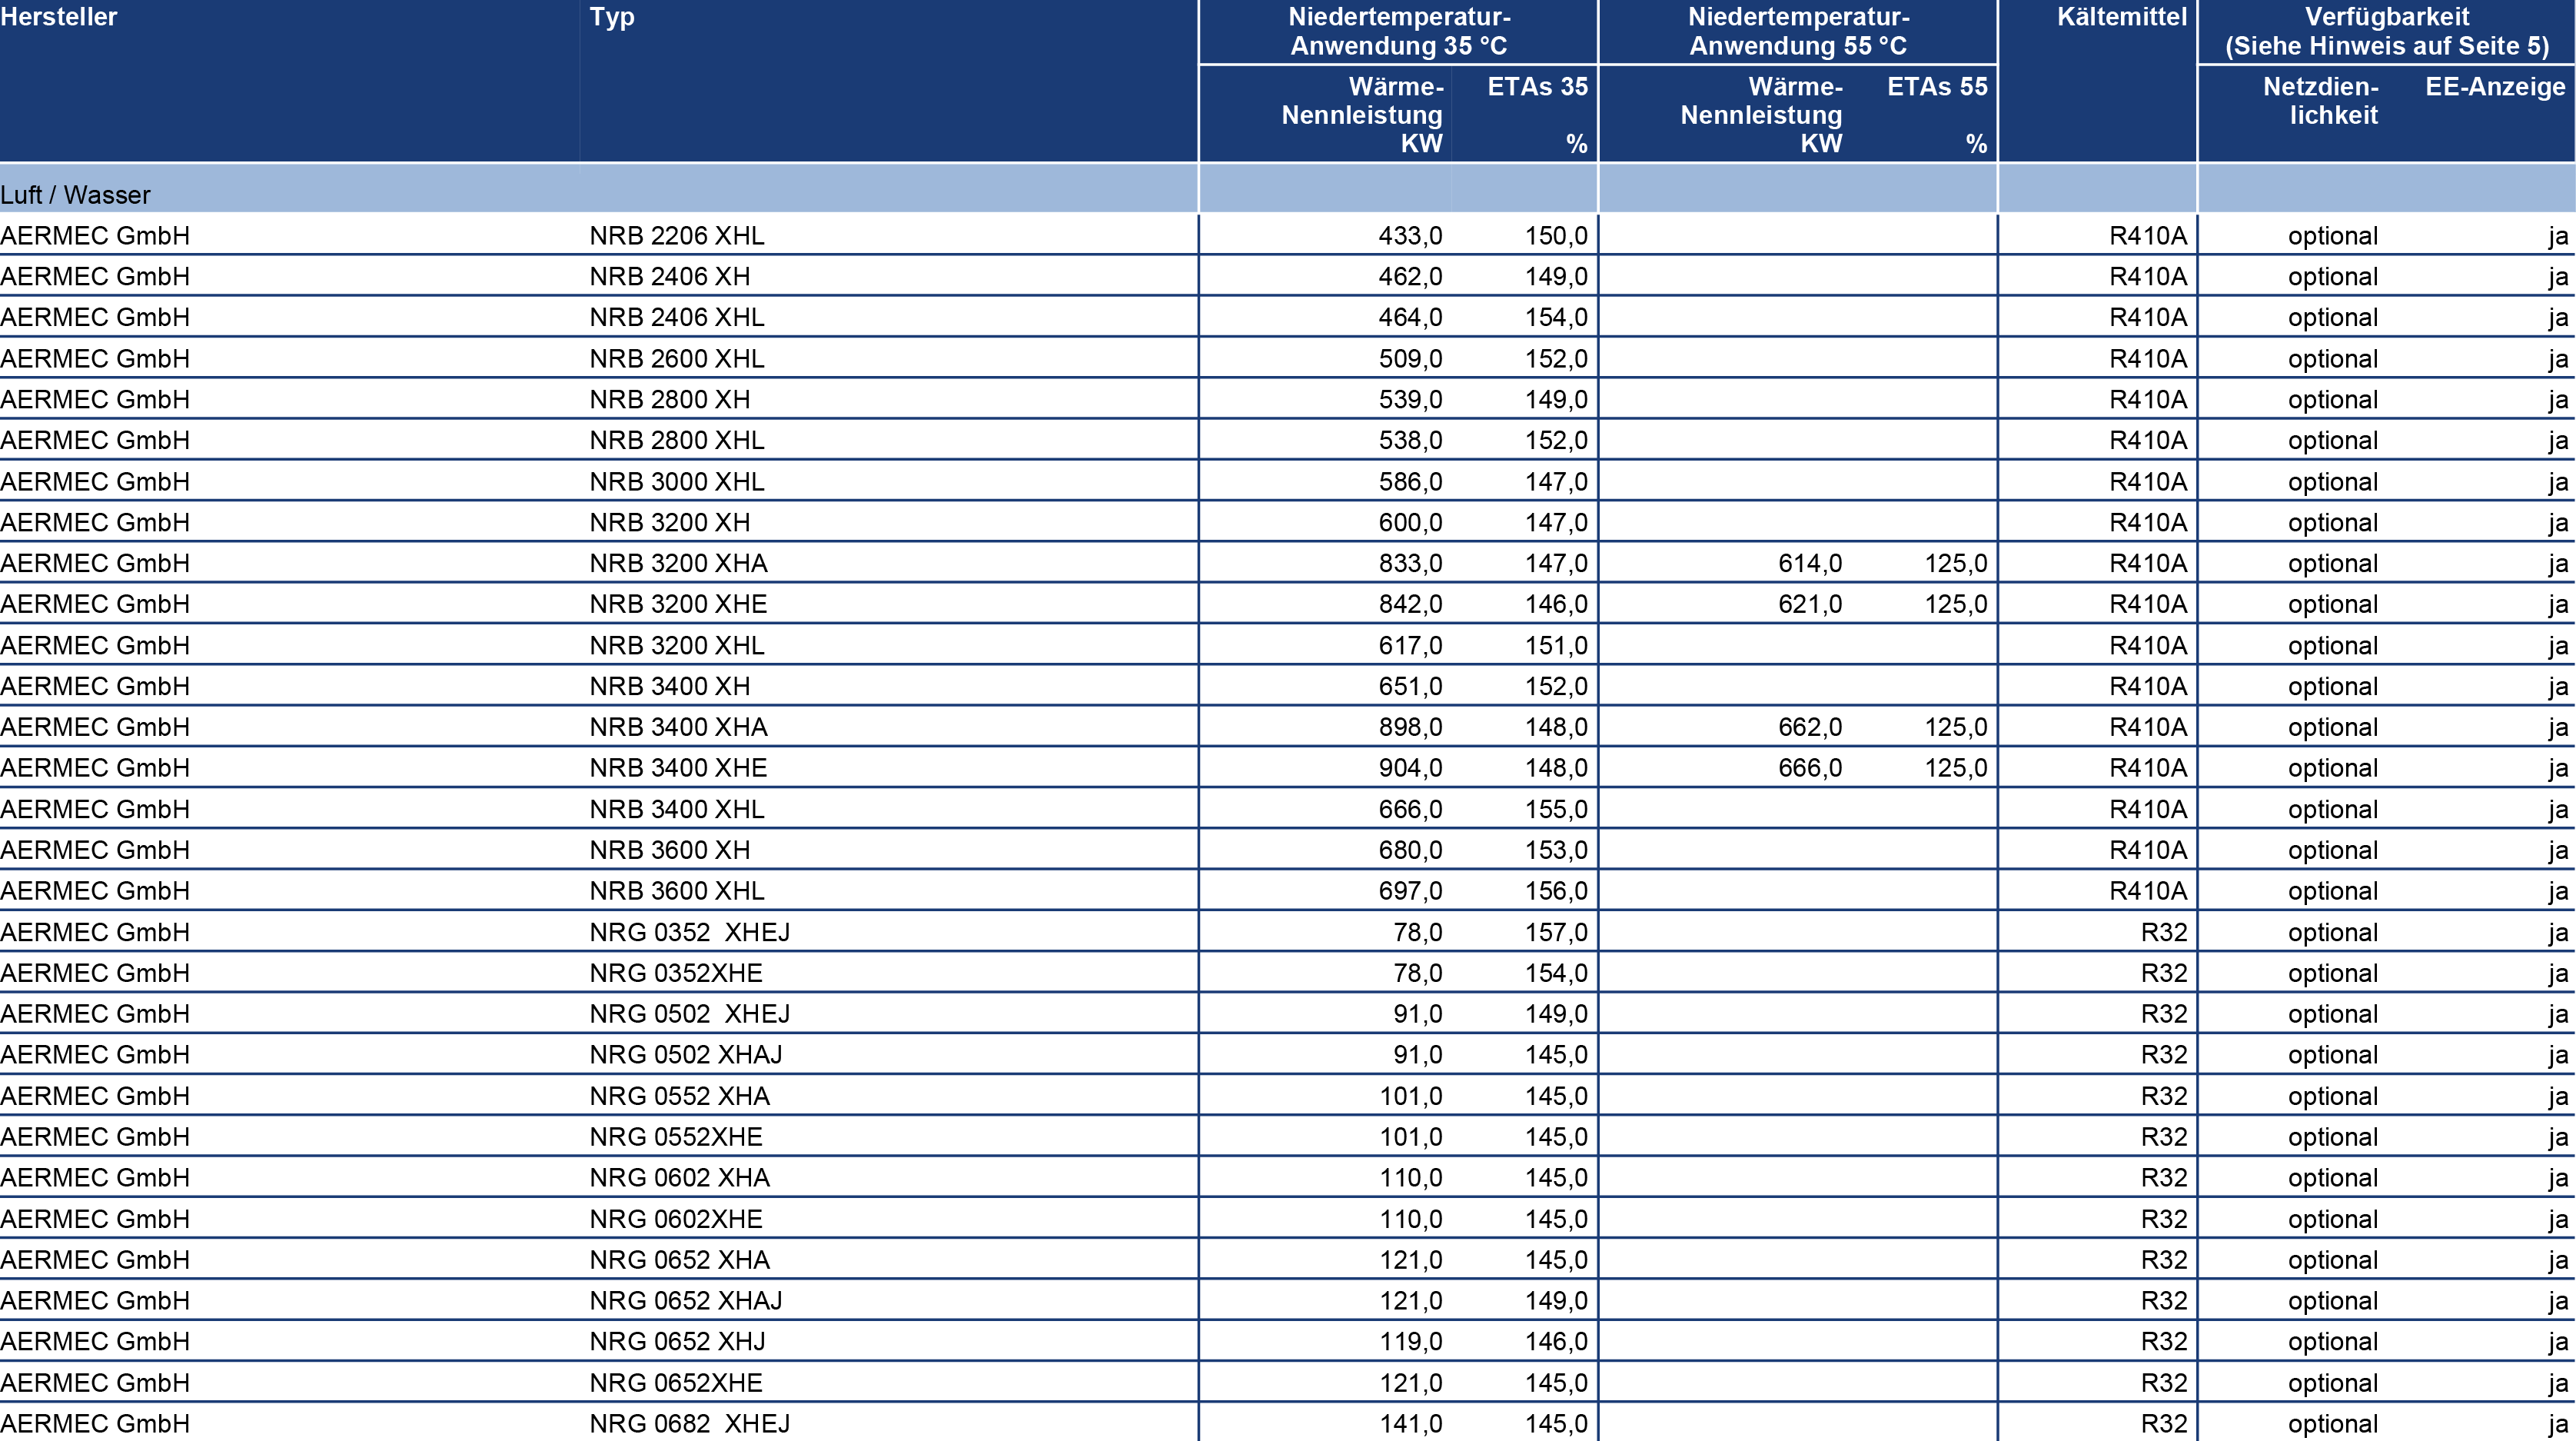 Hersteller Typ Niedertemperatur- Niedertemperatur- Kältemittel Verfügbarkeit
Anwendung 35 °C Anwendung 55 °C (Siehe Hinweis auf Seite 5)
Wärme- ETAs 35 Wärme- ETAs 55 Netzdien- EE-Anzeige
Nennleistung Nennleistung lichkeit
KW % KW %
Luft / Wasser
AERMEC GmbH NRB 2206 XHL 433,0 150,0 R410A optional ja
AERMEC GmbH NRB 2406 XH 462,0 149,0 R410A optional ja
AERMEC GmbH NRB 2406 XHL 464,0 154,0 R410A optional ja
AERMEC GmbH NRB 2600 XHL 509,0 152,0 R410A optional ja
AERMEC GmbH NRB 2800 XH 539,0 149,0 R410A optional ja
AERMEC GmbH NRB 2800 XHL 538,0 152,0 R410A optional ja
AERMEC GmbH NRB 3000 XHL 586,0 147,0 R410A optional ja
AERMEC GmbH NRB 3200 XH 600,0 147,0 R410A optional ja
AERMEC GmbH NRB 3200 XHA 833,0 147,0 614,0 125,0 R410A optional ja
AERMEC GmbH NRB 3200 XHE 842,0 146,0 621,0 125,0 R410A optional ja
AERMEC GmbH NRB 3200 XHL 617,0 151,0 R410A optional ja
AERMEC GmbH NRB 3400 XH 651,0 152,0 R410A optional ja
AERMEC GmbH NRB 3400 XHA 898,0 148,0 662,0 125,0 R410A optional ja
AERMEC GmbH NRB 3400 XHE 904,0 148,0 666,0 125,0 R410A optional ja
AERMEC GmbH NRB 3400 XHL 666,0 155,0 R410A optional ja
AERMEC GmbH NRB 3600 XH 680,0 153,0 R410A optional ja
AERMEC GmbH NRB 3600 XHL 697,0 156,0 R410A optional ja
AERMEC GmbH NRG 0352  XHEJ 78,0 157,0 R32 optional ja
AERMEC GmbH NRG 0352XHE 78,0 154,0 R32 optional ja
AERMEC GmbH NRG 0502  XHEJ 91,0 149,0 R32 optional ja
AERMEC GmbH NRG 0502 XHAJ 91,0 145,0 R32 optional ja
AERMEC GmbH NRG 0552 XHA 101,0 145,0 R32 optional ja
AERMEC GmbH NRG 0552XHE 101,0 145,0 R32 optional ja
AERMEC GmbH NRG 0602 XHA 110,0 145,0 R32 optional ja
AERMEC GmbH NRG 0602XHE 110,0 145,0 R32 optional ja
AERMEC GmbH NRG 0652 XHA 121,0 145,0 R32 optional ja
AERMEC GmbH NRG 0652 XHAJ 121,0 149,0 R32 optional ja
AERMEC GmbH NRG 0652 XHJ 119,0 146,0 R32 optional ja
AERMEC GmbH NRG 0652XHE 121,0 145,0 R32 optional ja
AERMEC GmbH NRG 0682  XHEJ 141,0 145,0 R32 optional ja